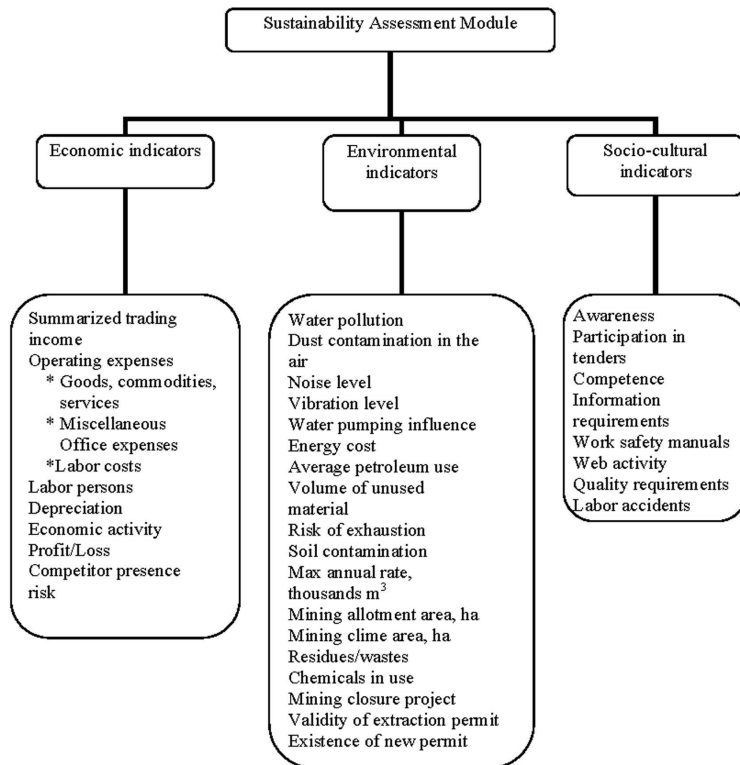 Sustainability Assessment Module
Economic indicators
Environmental
indicators
Socio-cultural
indicators
Summarized trading
income
Operating expenses
* Goods, commodities,
services
* Miscellaneous
Office expenses
*Labor costs
Labor persons
Depreciation
Economic activity
Profit/Loss
Competitor presence
risk
Water pollution
Dust contamination in the
air
Noise level
Vibration level
Water pumping influence
Energy cost
Average petroleum use
Volume of unused
material
Risk of exhaustion
Soil contamination
Max annual rate,
thousands m³
Mining allotment area, ha
Mining clime area, ha
Residues/wastes
Chemicals in use
Mining closure project
Validity of extraction permit
Existence of new permit
Awareness
Participation in
tenders
Competence
Information
requirements
Work safety manuals
Web activity
Quality requirements
Labor accidents